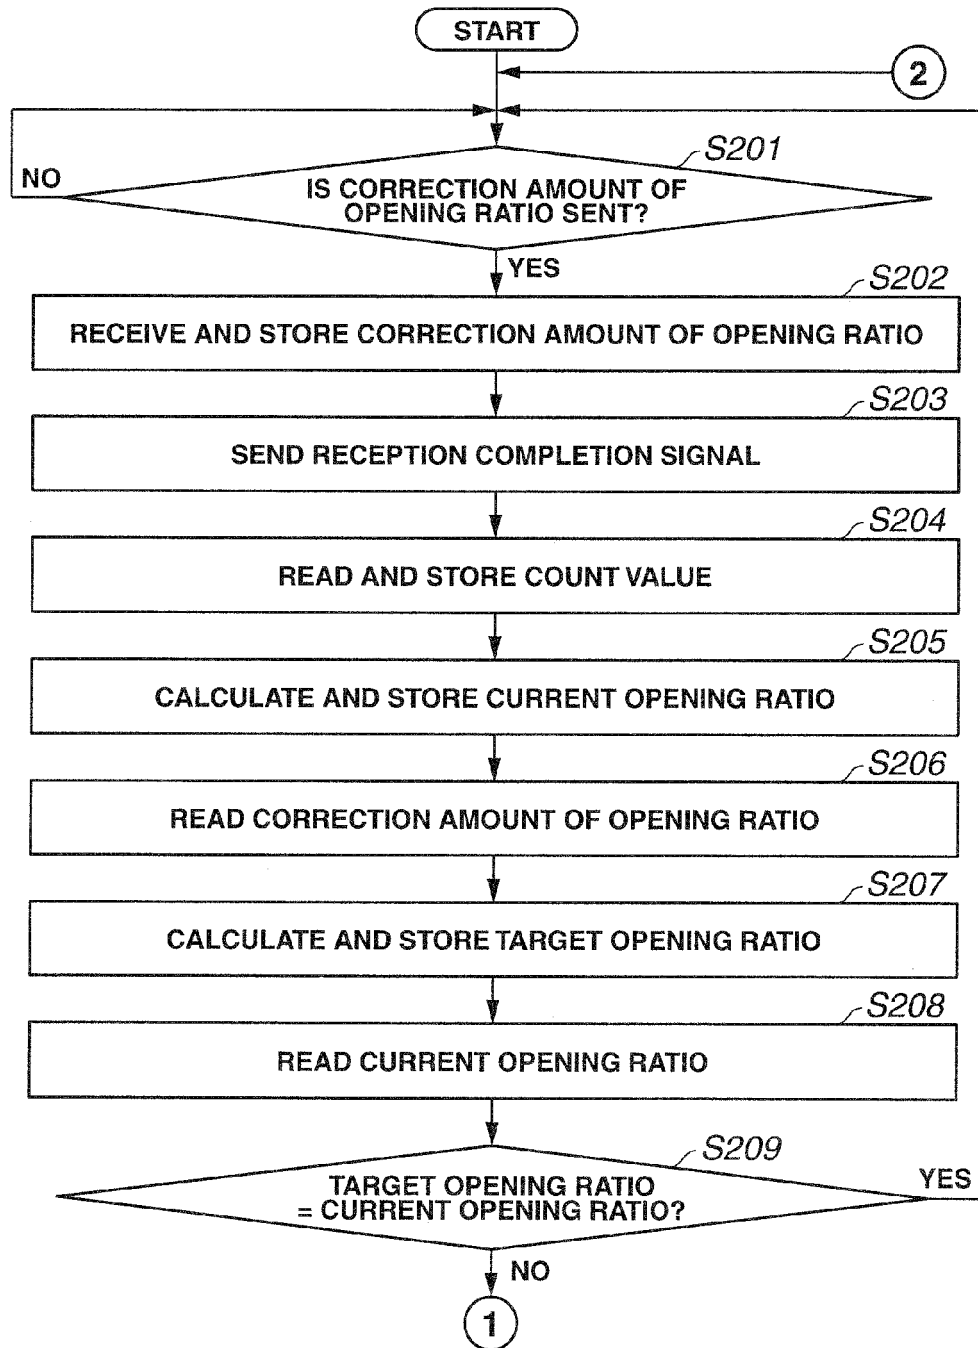 START
2
S201
NO
IS CORRECTION AMOUNT OF
OPENING RATIO SENT?
YES
S202
RECEIVE AND STORE CORRECTION AMOUNT OF OPENING RATIO
S203
SEND RECEPTION COMPLETION SIGNAL
S204
READ AND STORE COUNT VALUE
S205
CALCULATE AND STORE CURRENT OPENING RATIO
S206
READ CORRECTION AMOUNT OF OPENING RATIO
S207
CALCULATE AND STORE TARGET OPENING RATIO
S208
READ CURRENT OPENING RATIO
S209
YES
TARGET OPENING RATIO
= CURRENT OPENING RATIO?
NO
1